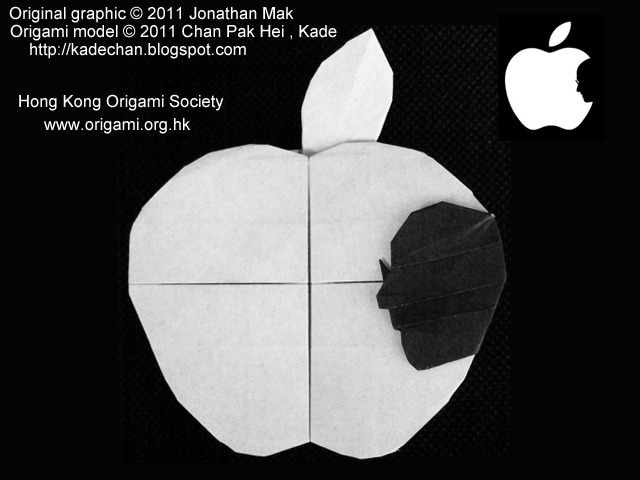 Original graphic © 2011 Jonathan Mak
Origami model © 2011 Chan Pak Hei , Kade
http://kadechan.blogspot.com
Hong Kong Origami Society
www.origami.org.hk